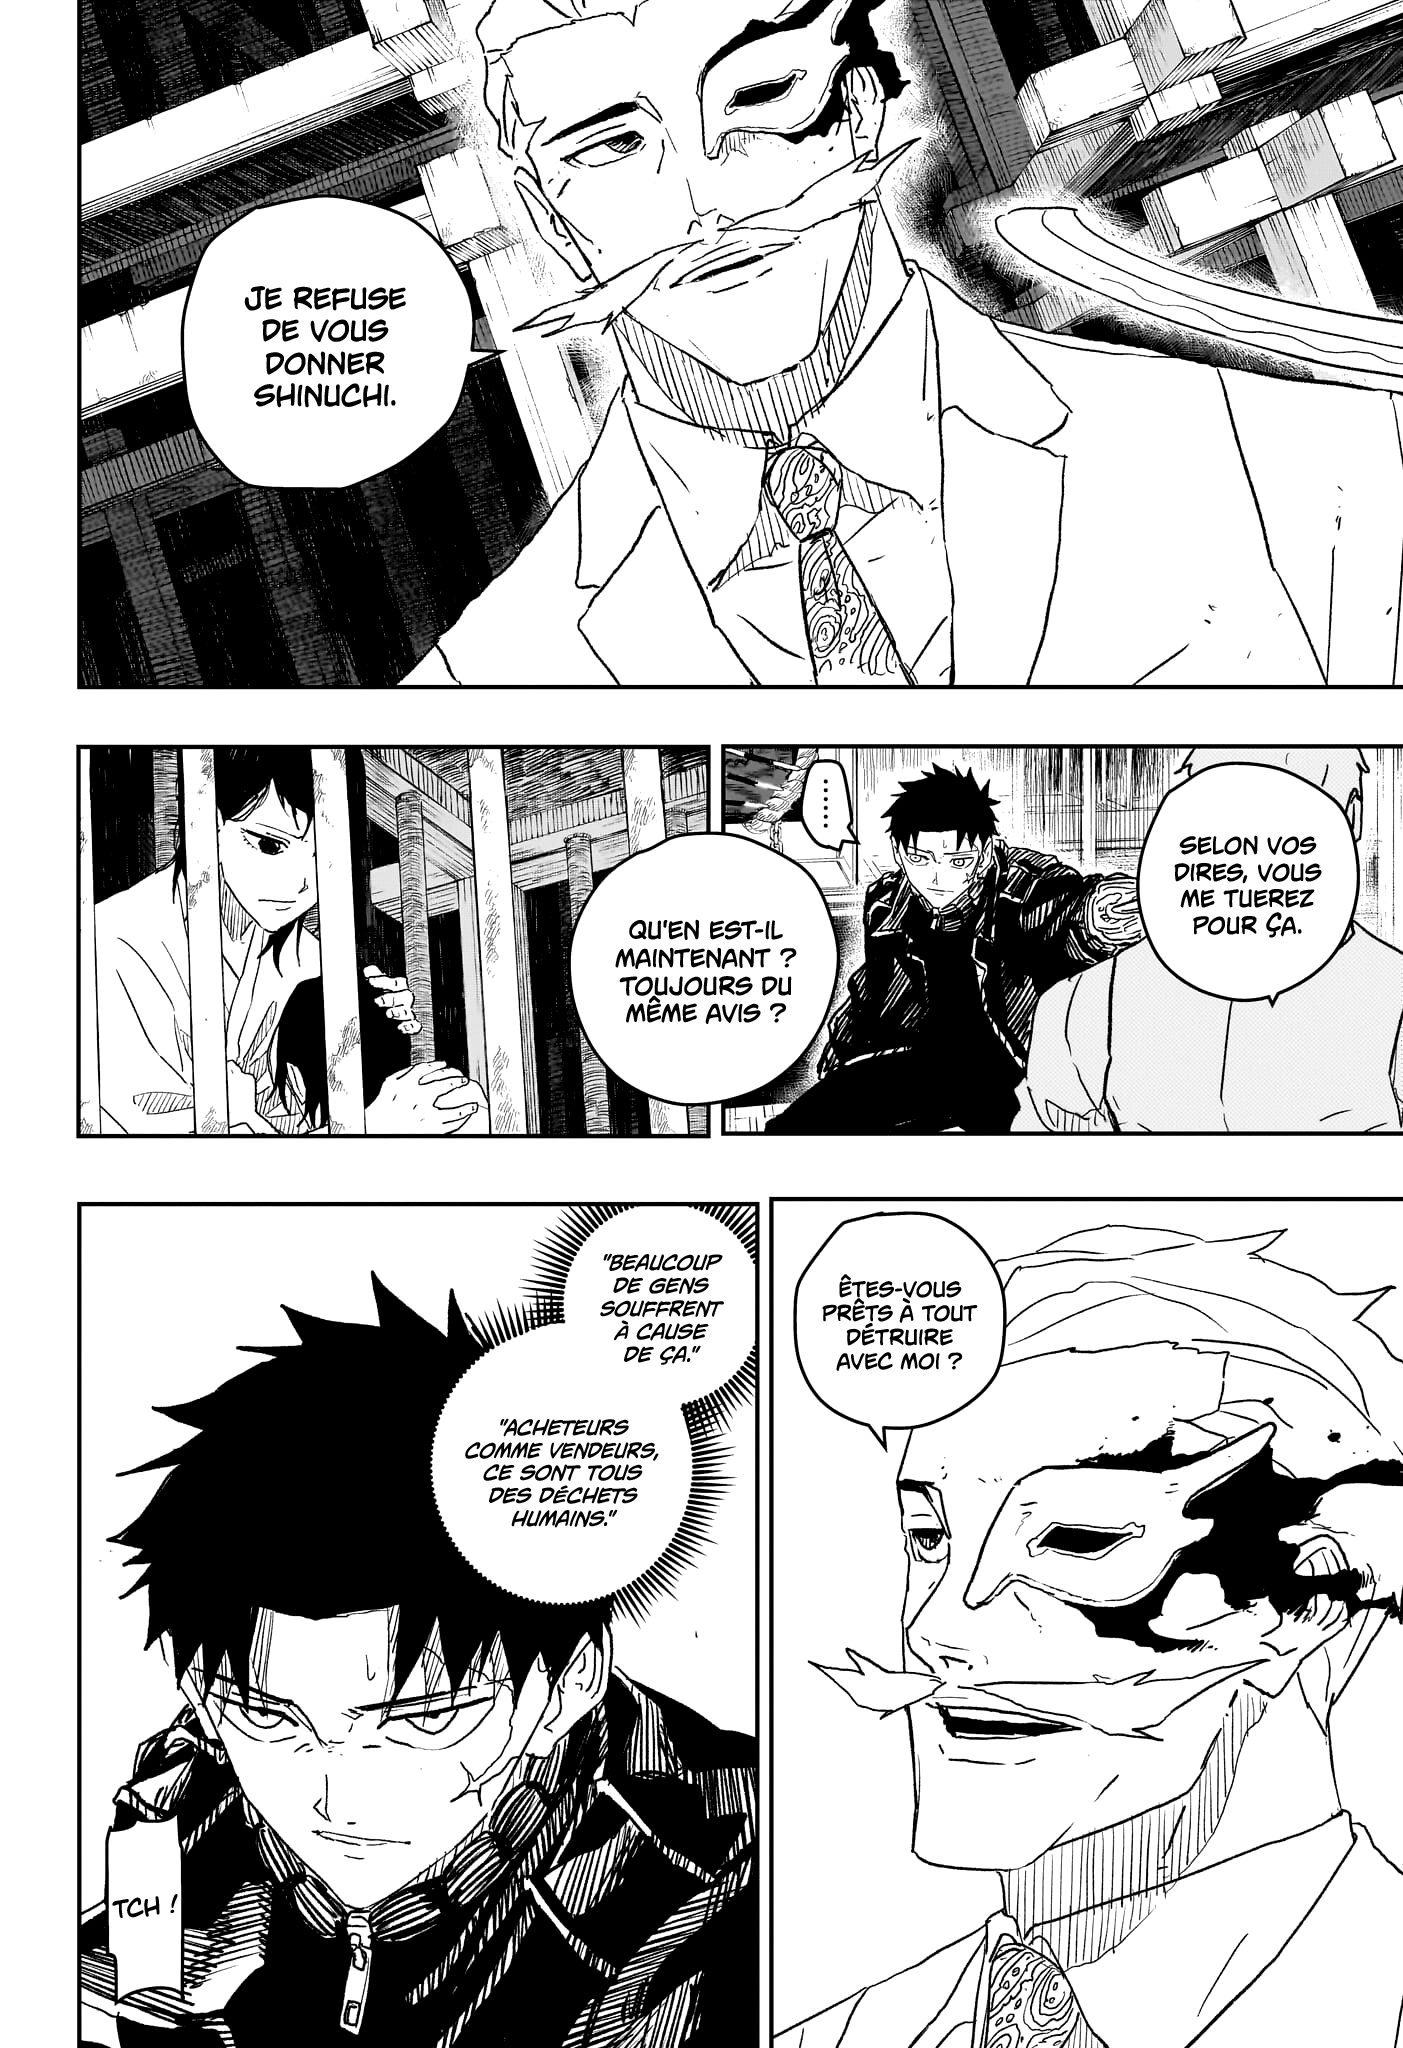 JE REFUSE
DE VOUS
DONNER
SHINUCHI.
SELON VOS
DIRES, VOUS
ME TUEREZ
POUR ÇA.
......
QU'EN EST-IL
MAINTENANT ?
TOUJOURS DU
MÊME AVIS ?
ÊTES-VOUS
PRÊTS À TOUT
DÉTRUIRE
AVEC MOI ?
"BEAUCOUP
DE GENS
SOUFFRENT
À CAUSE
DE ÇA."
"ACHETEURS
COMME VENDEURS,
CE SONT TOUS
DES DÉCHETS
HUMAINS."
TCH !